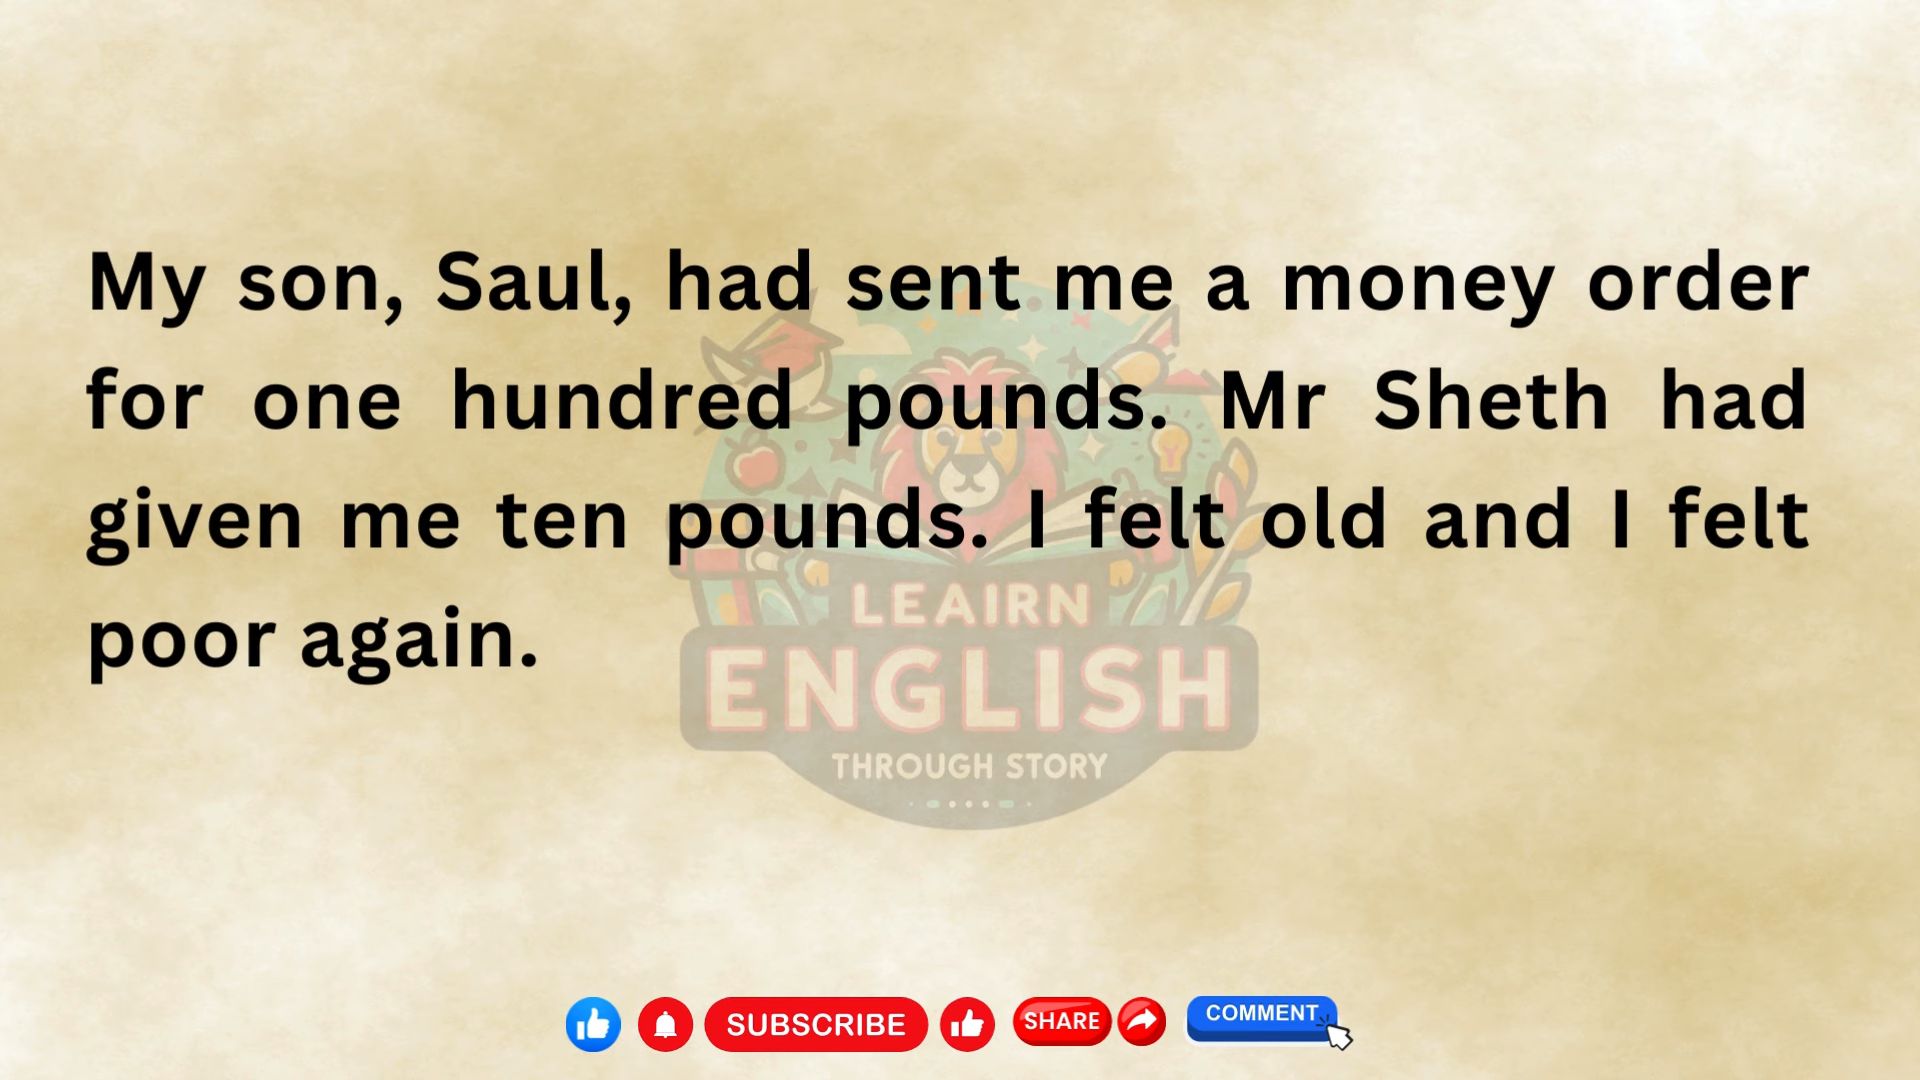 My son, Saul, had sent me a money order
for one hundred pounds. Mr Sheth had
given me ten pounds. I felt old and I felt
poor again.
LEAIRN
ENGLISH
THROUGH STORY
SUBSCRIBE
SHARE
COMMENT